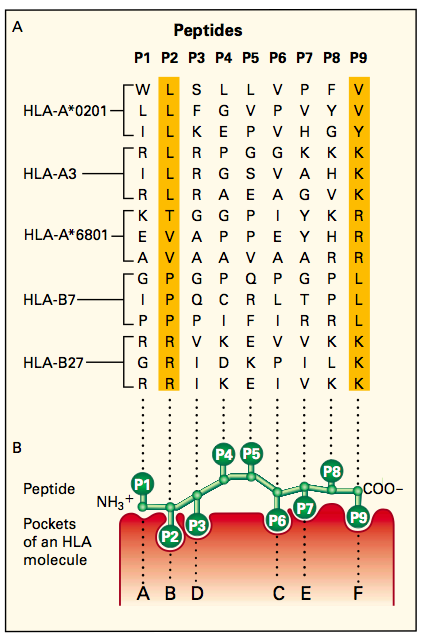 A
Peptides
P1 P2 P3 P4 P5 P6 P7 P8 P9
W L S L L V P F V
HLA-A*0201 L L F G V P V Y V
I L K E P V H G Y
R L R P G G K K K
HLA-A3 I L R G S V A H K
R L R A E A G V K
K T G G P I Y K R
HLA-A*6801 E V A P P E Y H R
A V A A V A A R R
G P G P Q P G P L
HLA-B7 I P Q C R L T P L
P P P I F I R R L
R R V K E V V K K
HLA-B27 G R I D K P I L K
R R I K E I V K K
B
P4 P5
P1 P8
Peptide
NH3+ COO–
P3 P6 P7 P9
P2
Pockets
of an HLA
molecule
A B D C E F